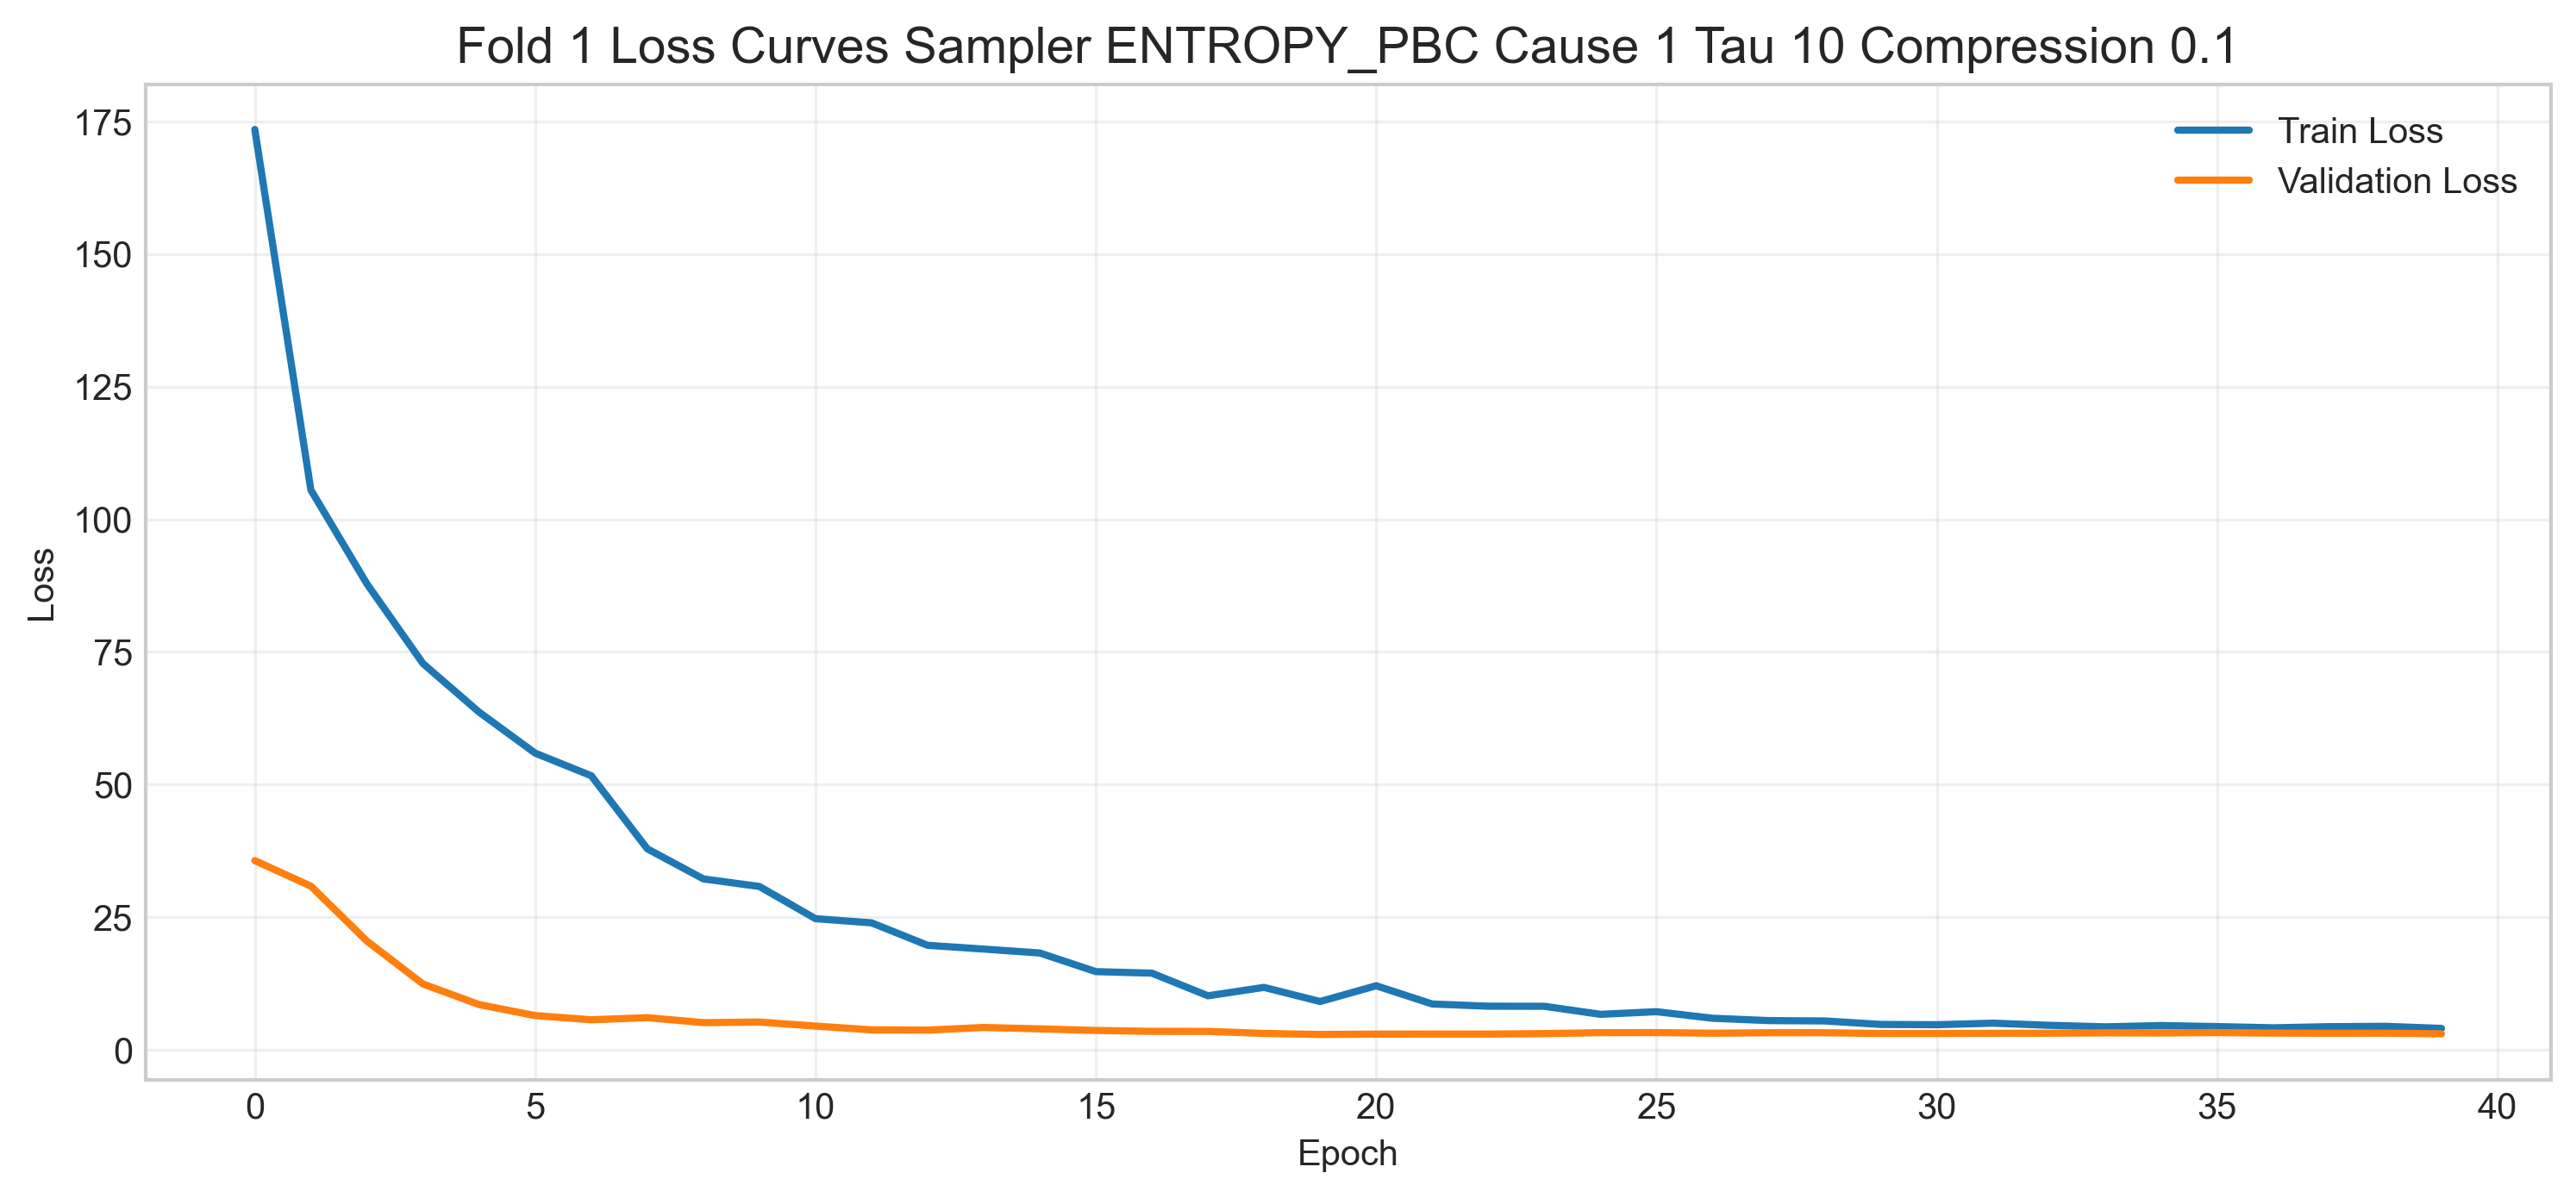 Fold 1 Loss Curves Sampler ENTROPY_PBC Cause 1 Tau 10 Compression 0.1
175
150
125
100
75
50
25
0
Loss
Train Loss
Validation Loss
0 5 10 15 20 25 30 35 40
Epoch